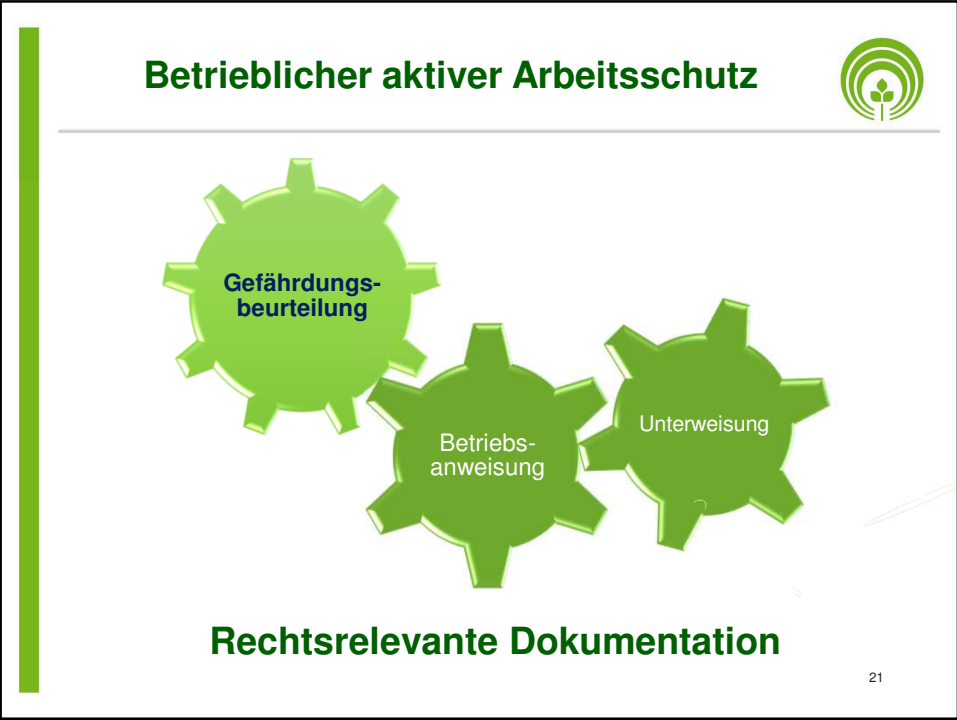 Betrieblicher aktiver Arbeitsschutz
Gefährdungs-
beurteilung
Betriebs-
anweisung
Unterweisung
Rechtsrelevante Dokumentation
21